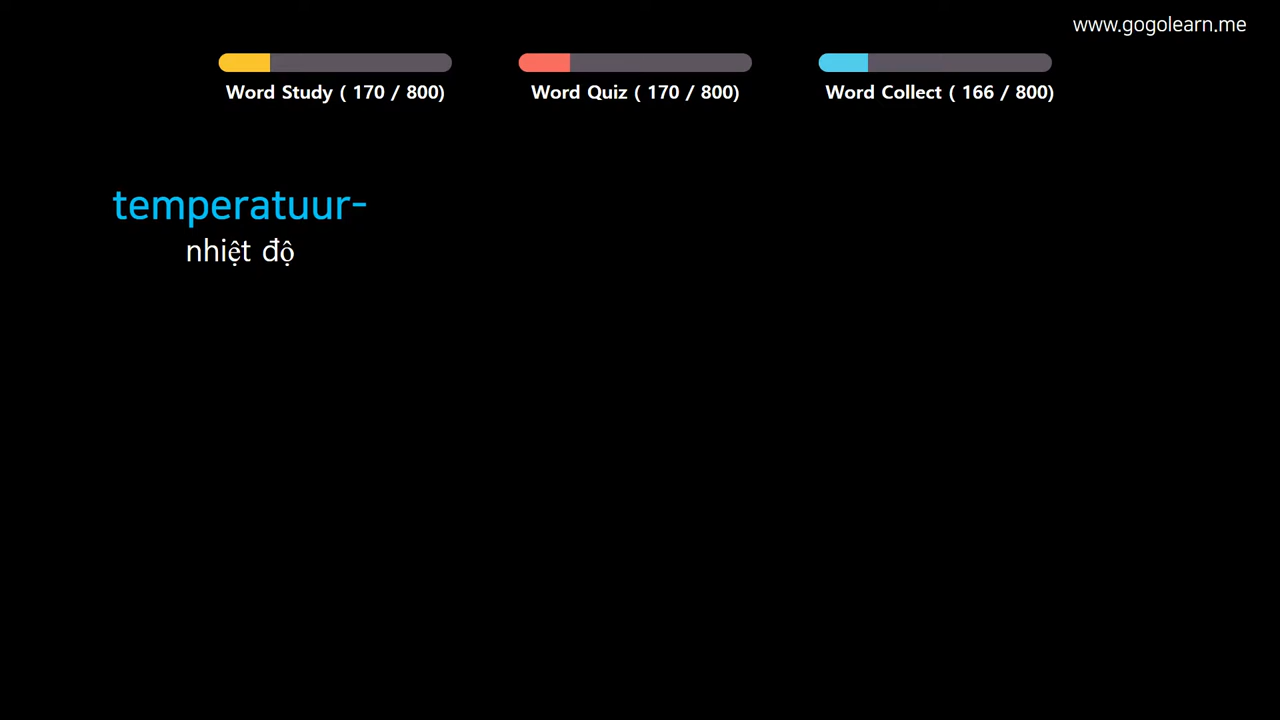 www.gogolearn.me
Word Study ( 170 / 800)
Word Quiz ( 170 / 800)
Word Collect ( 166 / 800)
temperatuur-
nhiệt độ